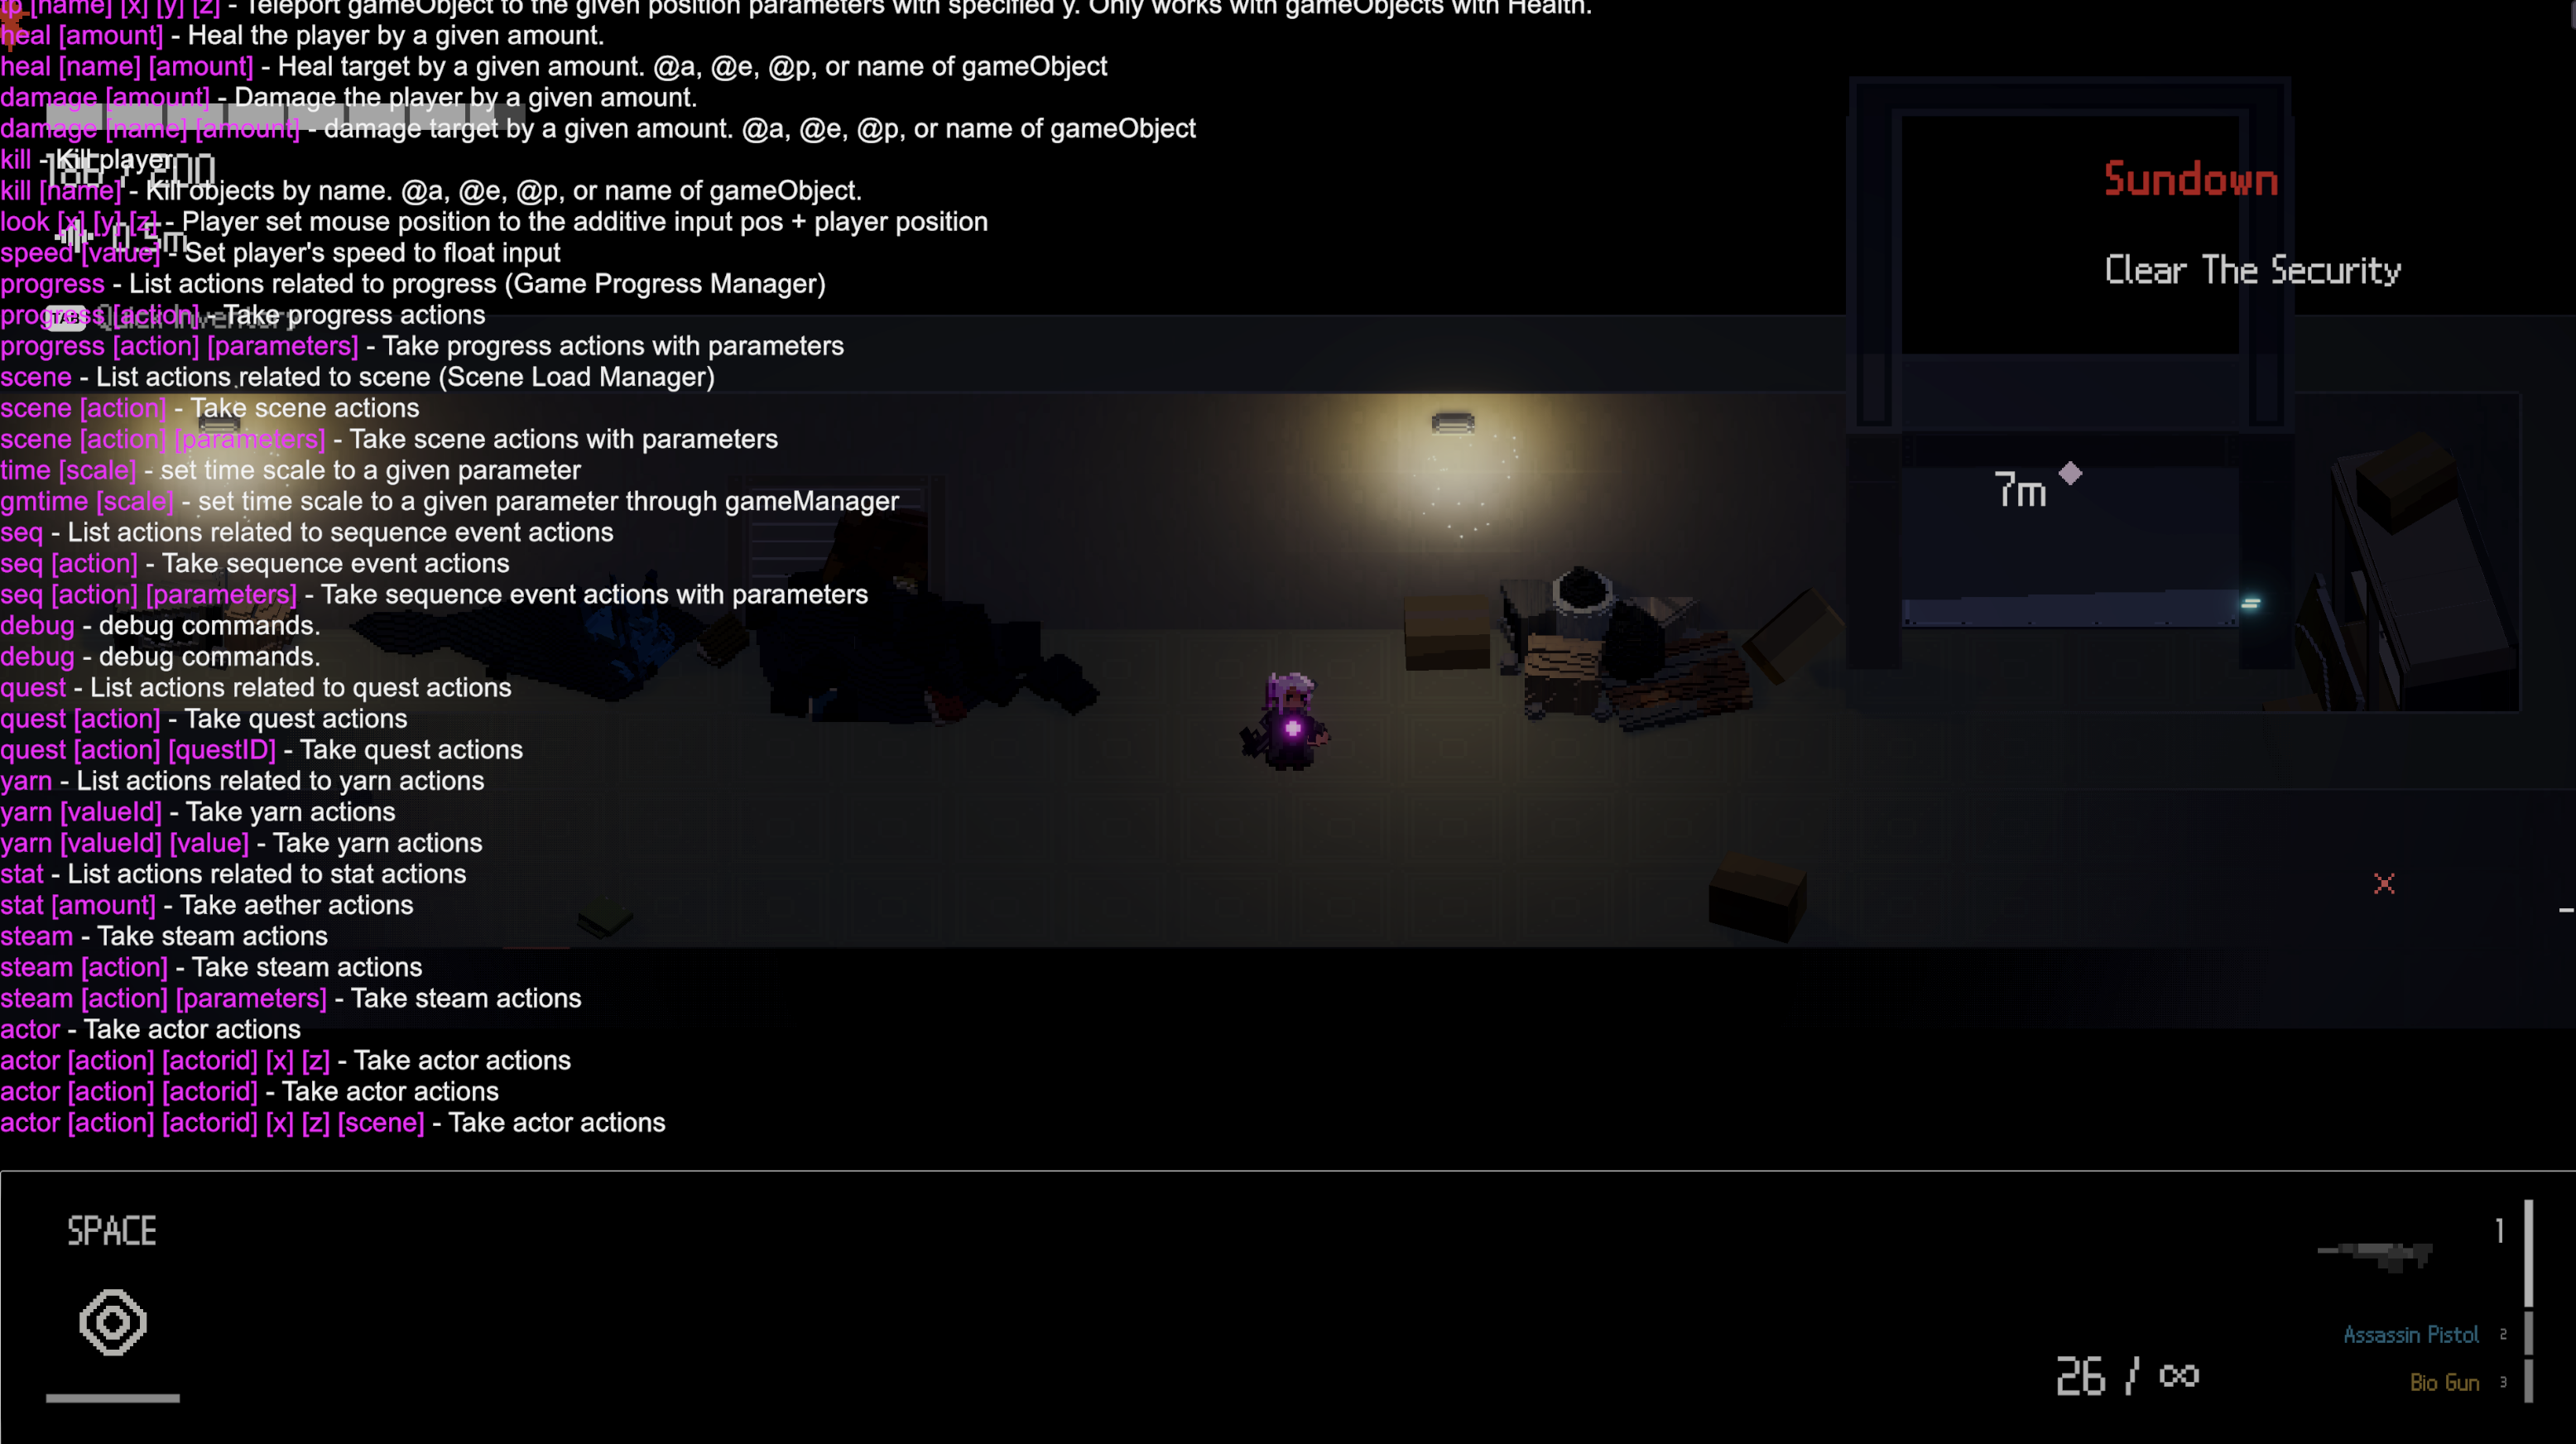 tp [name] [x] [y] [z] - Teleport gameObject to the given position parameters with specified y. Only works with gameObjects with Health.
heal [amount] - Heal the player by a given amount.
heal [name] [amount] - Heal target by a given amount. @a, @e, @p, or name of gameObject
damage [amount] - Damage the player by a given amount.
damage [name] [amount] - damage target by a given amount. @a, @e, @p, or name of gameObject
kill - Kill player
186 / 200
kill [name] - Kill objects by name. @a, @e, @p, or name of gameObject.
look [x] [y] [z] - Player set mouse position to the additive input pos + player position
0.5m
speed [value] - Set player's speed to float input
progress - List actions related to progress (Game Progress Manager)
progress [action] - Take progress actions
TAB Quick Inventory
progress [action] [parameters] - Take progress actions with parameters
scene - List actions related to scene (Scene Load Manager)
scene [action] - Take scene actions
scene [action] [parameters] - Take scene actions with parameters
time [scale] - set time scale to a given parameter
gmtime [scale] - set time scale to a given parameter through gameManager
seq - List actions related to sequence event actions
seq [action] - Take sequence event actions
seq [action] [parameters] - Take sequence event actions with parameters
debug - debug commands.
debug - debug commands.
quest - List actions related to quest actions
quest [action] - Take quest actions
quest [action] [questID] - Take quest actions
yarn - List actions related to yarn actions
yarn [valueId] - Take yarn actions
yarn [valueId] [value] - Take yarn actions
stat - List actions related to stat actions
stat [amount] - Take aether actions
steam - Take steam actions
steam [action] - Take steam actions
steam [action] [parameters] - Take steam actions
actor - Take actor actions
actor [action] [actorid] [x] [z] - Take actor actions
actor [action] [actorid] - Take actor actions
actor [action] [actorid] [x] [z] [scene] - Take actor actions
Sundown
Clear The Security
7m
SPACE
1
Assassin Pistol 2
26 / ∞
Bio Gun 3